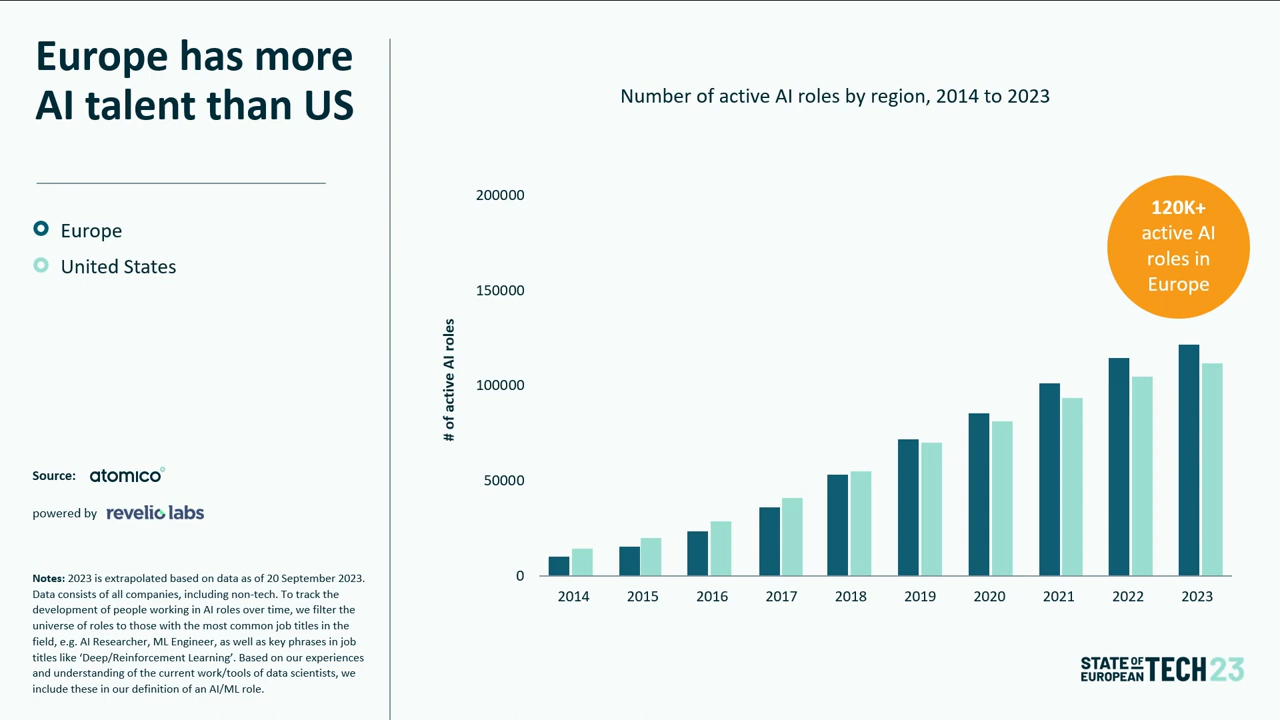 Europe has more
AI talent than US
Europe
United States
Source: atomico
powered by revelio labs
Notes: 2023 is extrapolated based on data as of 20 September 2023.
Data consists of all companies, including non-tech. To track the
development of people working in AI roles over time, we filter the
universe of roles to those with the most common job titles in the
field, e.g. AI Researcher, ML Engineer, as well as key phrases in job
titles like ‘Deep/Reinforcement Learning’. Based on our experiences
and understanding of the current work/tools of data scientists, we
include these in our definition of an AI/ML role.
Number of active AI roles by region, 2014 to 2023
120K+
active AI
roles in
Europe
# of active AI roles
200000
150000
100000
50000
0
2014 2015 2016 2017 2018 2019 2020 2021 2022 2023
STATE OF
EUROPEAN TECH 23